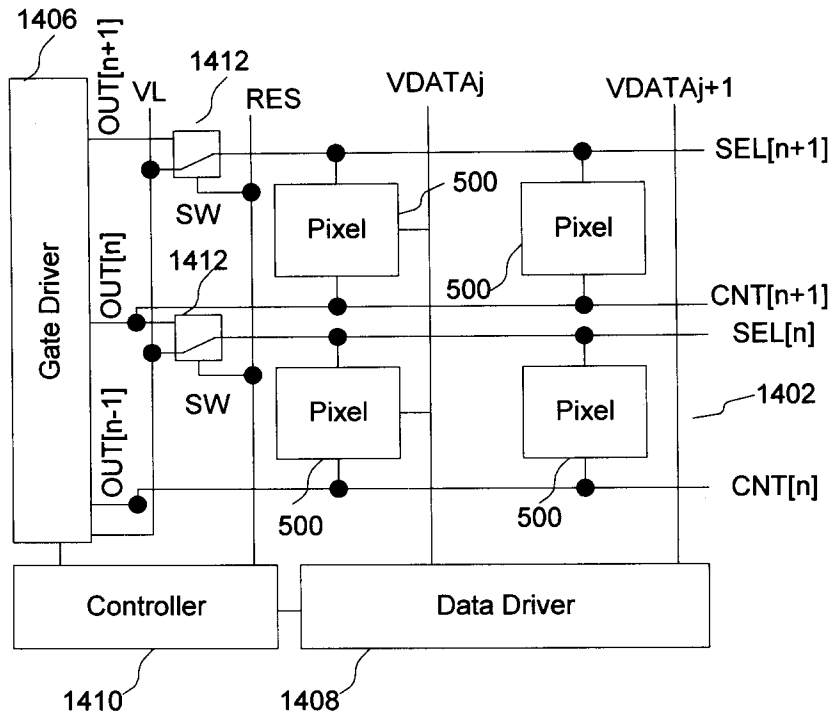 1406
OUT[n+1]
1412
VL
RES
VDATAj
VDATAj+1
SEL[n+1]
500
Pixel
Pixel
SW
OUT[n]
1412
500
CNT[n+1]
SEL[n]
Gate Driver
SW
Pixel
Pixel
1402
OUT[n-1]
500
500
CNT[n]
Controller
Data Driver
1410
1408